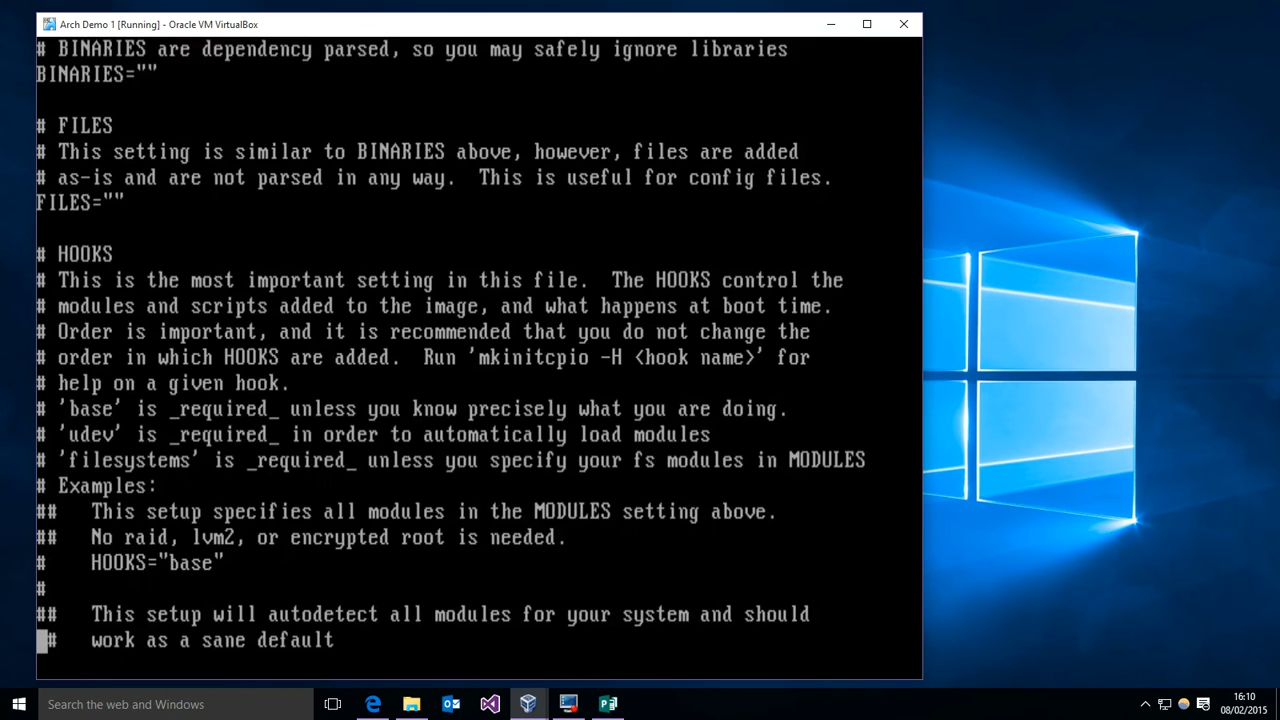 Arch Demo 1 [Running] - Oracle VM VirtualBox
# BINARIES are dependency parsed, so you may safely ignore libraries
BINARIES=""
# FILES
# This setting is similar to BINARIES above, however, files are added
# as-is and are not parsed in any way.  This is useful for config files.
FILES=""
# HOOKS
# This is the most important setting in this file.  The HOOKS control the
# modules and scripts added to the image, and what happens at boot time.
# Order is important, and it is recommended that you do not change the
# order in which HOOKS are added.  Run 'mkinitcpio -H <hook name>' for
# help on a given hook.
# 'base' is _required_ unless you know precisely what you are doing.
# 'udev' is _required_ in order to automatically load modules
# 'filesystems' is _required_ unless you specify your fs modules in MODULES
# Examples:
##   This setup specifies all modules in the MODULES setting above.
##   No raid, lvm2, or encrypted root is needed.
#    HOOKS="base"
#
##   This setup will autodetect all modules for your system and should
##   work as a sane default
Search the web and Windows
16:10
08/02/2015